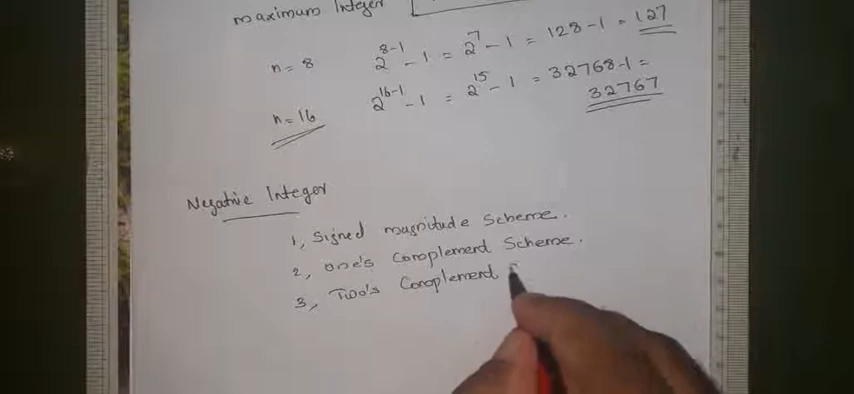 maximum Integer
n = 8 2^8-1 - 1 = 2^7 - 1 = 128 - 1 = 127
n = 16 2^16-1 - 1 = 2^15 - 1 = 32768-1 =
32767
Negative Integer
1, Signed magnitude Scheme.
2, One's Complement Scheme.
3, Two's Complement